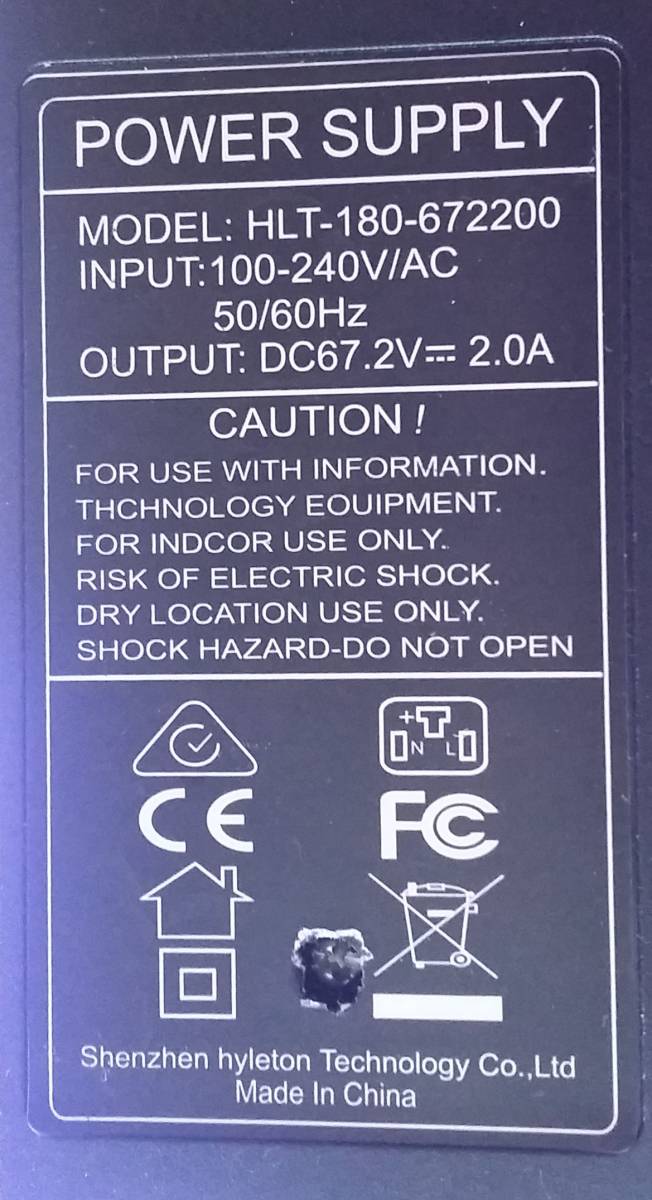 POWER SUPPLY
MODEL: HLT-180-672200
INPUT:100-240V/AC
50/60Hz
OUTPUT: DC67.2V⎓ 2.0A
CAUTION !
FOR USE WITH INFORMATION.
THCHNOLOGY EOUIPMENT.
FOR INDCOR USE ONLY.
RISK OF ELECTRIC SHOCK.
DRY LOCATION USE ONLY.
SHOCK HAZARD-DO NOT OPEN
+
N L
CE FC
Shenzhen hyleton Technology Co.,Ltd
Made In China